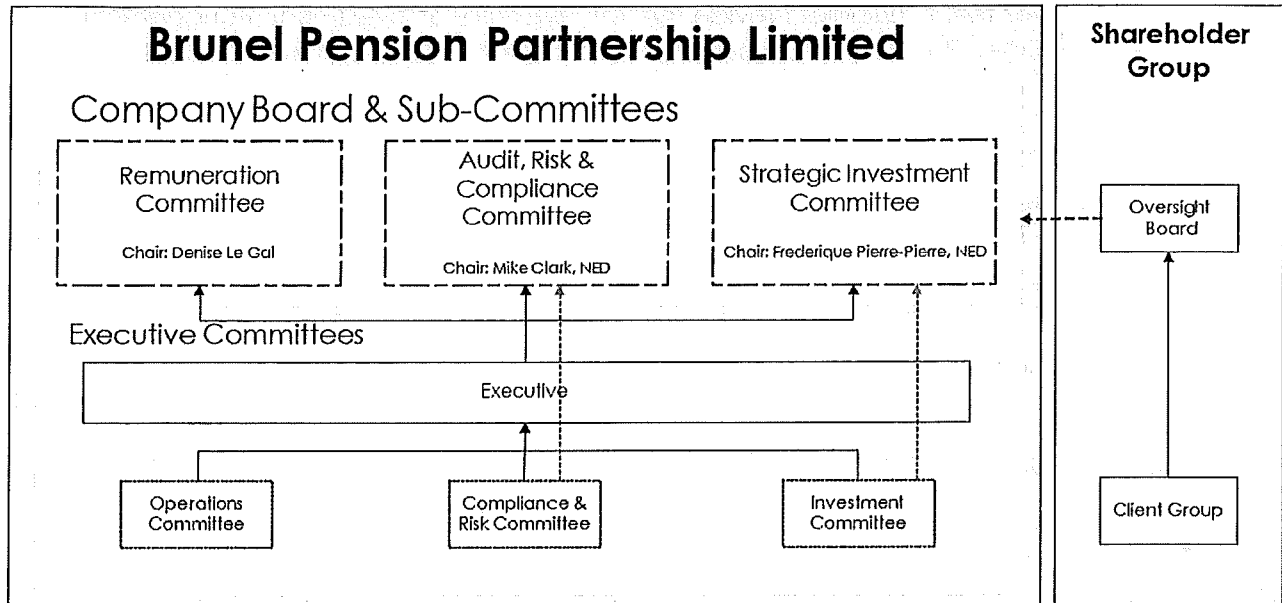 Brunel Pension Partnership Limited
Company Board & Sub-Committees
Remuneration
Committee
Chair: Denise Le Gal
Audit, Risk &
Compliance
Committee
Chair: Mike Clark, NED
Strategic Investment
Committee
Chair: Frederique Pierre-Pierre, NED
Executive Committees
Executive
Operations
Committee
Compliance &
Risk Committee
Investment
Committee
Shareholder
Group
Oversight
Board
Client Group